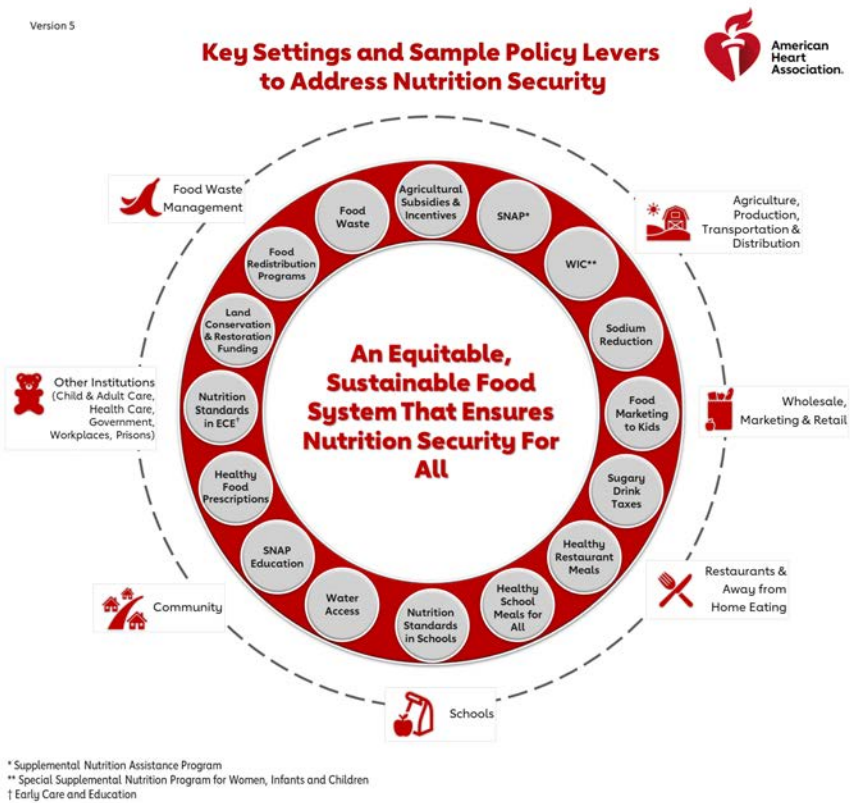 Version 5
Key Settings and Sample Policy Levers
to Address Nutrition Security
American
Heart
Association.
Food Waste
Management
Agriculture,
Production,
Transportation &
Distribution
Other Institutions
(Child & Adult Care,
Health Care,
Government,
Workplaces, Prisons)
Wholesale,
Marketing & Retail
Community
Restaurants &
Away from
Home Eating
Schools
Agricultural
Subsidies &
Incentives
SNAP*
WIC**
Sodium
Reduction
Food
Marketing
to Kids
Sugary
Drink
Taxes
Healthy
Restaurant
Meals
Healthy
School
Meals for
All
Nutrition
Standards
in Schools
Water
Access
SNAP
Education
Healthy
Food
Prescriptions
Nutrition
Standards
in ECE†
Land
Conservation
& Restoration
Funding
Food
Redistribution
Programs
Food
Waste
An Equitable,
Sustainable Food
System That Ensures
Nutrition Security For
All
* Supplemental Nutrition Assistance Program
** Special Supplemental Nutrition Program for Women, Infants and Children
† Early Care and Education